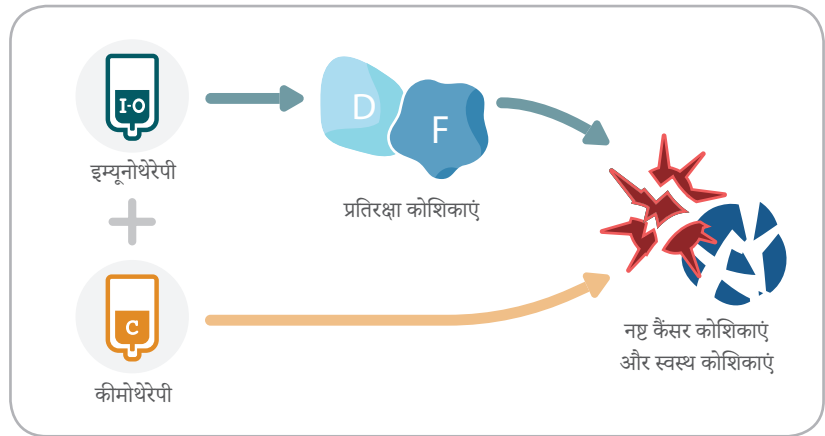 I-O
इम्यूनोथेरेपी
D
F
प्रतिरक्षा कोशिकाएं
C
कीमोथेरेपी
नष्ट कैंसर कोशिकाएं
और स्वस्थ कोशिकाएं